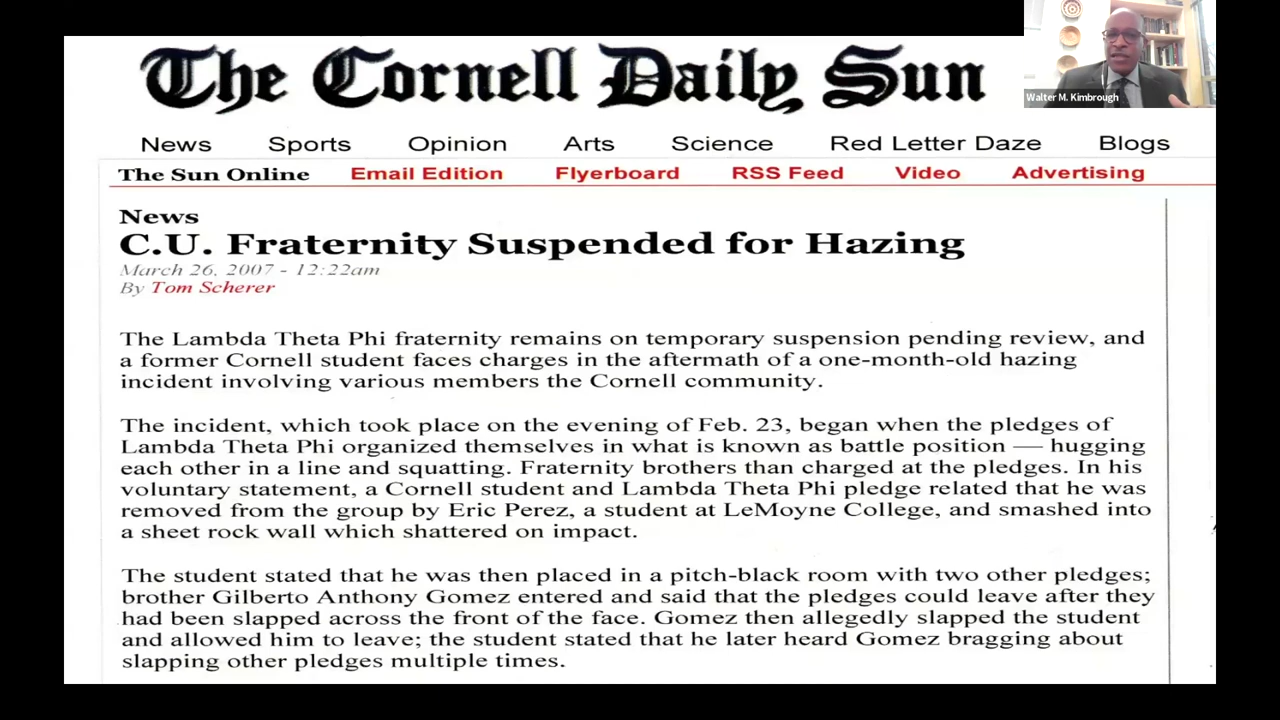 The Cornell Daily Sun
Walter M. Kimbrough
News Sports Opinion Arts Science Red Letter Daze Blogs
The Sun Online Email Edition Flyerboard RSS Feed Video Advertising
News
C.U. Fraternity Suspended for Hazing
March 26, 2007 - 12:22am
By Tom Scherer
The Lambda Theta Phi fraternity remains on temporary suspension pending review, and
a former Cornell student faces charges in the aftermath of a one-month-old hazing
incident involving various members the Cornell community.
The incident, which took place on the evening of Feb. 23, began when the pledges of
Lambda Theta Phi organized themselves in what is known as battle position — hugging
each other in a line and squatting. Fraternity brothers than charged at the pledges. In his
voluntary statement, a Cornell student and Lambda Theta Phi pledge related that he was
removed from the group by Eric Perez, a student at LeMoyne College, and smashed into
a sheet rock wall which shattered on impact.
The student stated that he was then placed in a pitch-black room with two other pledges;
brother Gilberto Anthony Gomez entered and said that the pledges could leave after they
had been slapped across the front of the face. Gomez then allegedly slapped the student
and allowed him to leave; the student stated that he later heard Gomez bragging about
slapping other pledges multiple times.